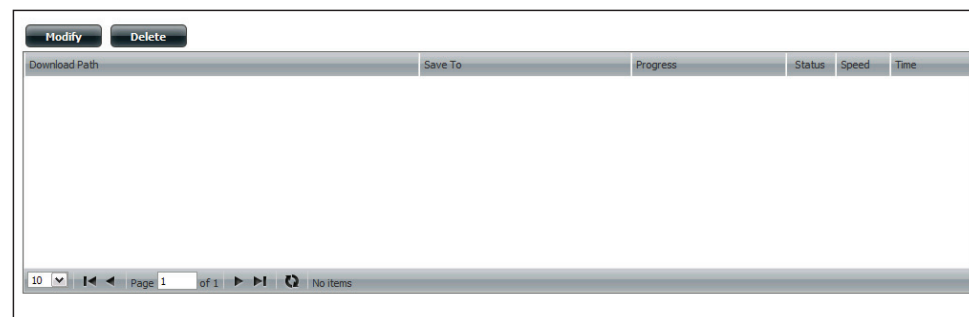 Modify Delete
Download Path Save To Progress Status Speed Time
10 Page 1 of 1 No items